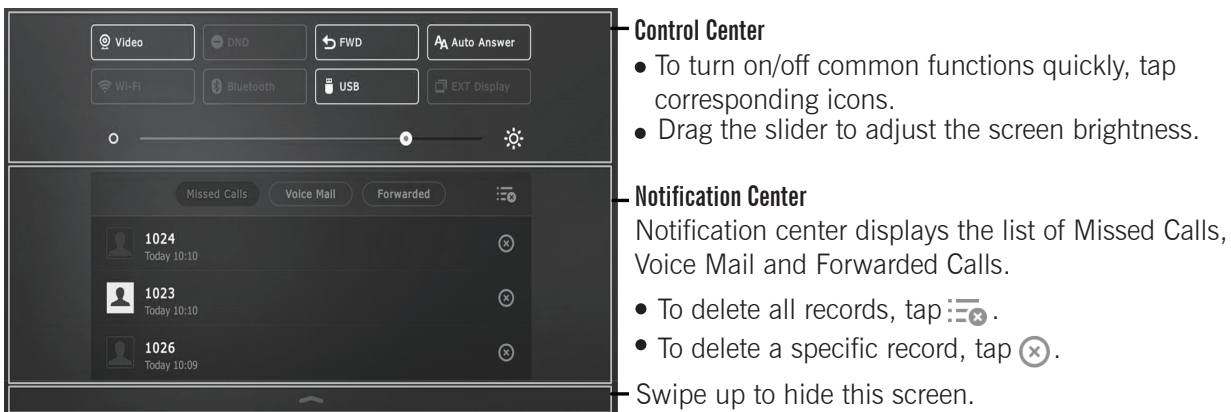 Video
DND
FWD
Auto Answer
Wi-Fi
Bluetooth
USB
EXT Display
Missed Calls
Voice Mail
Forwarded
1024
Today 10:10
1023
Today 10:10
1026
Today 10:09
Control Center
• To turn on/off common functions quickly, tap
corresponding icons.
• Drag the slider to adjust the screen brightness.
Notification Center
Notification center displays the list of Missed Calls,
Voice Mail and Forwarded Calls.
• To delete all records, tap .
• To delete a specific record, tap .
Swipe up to hide this screen.